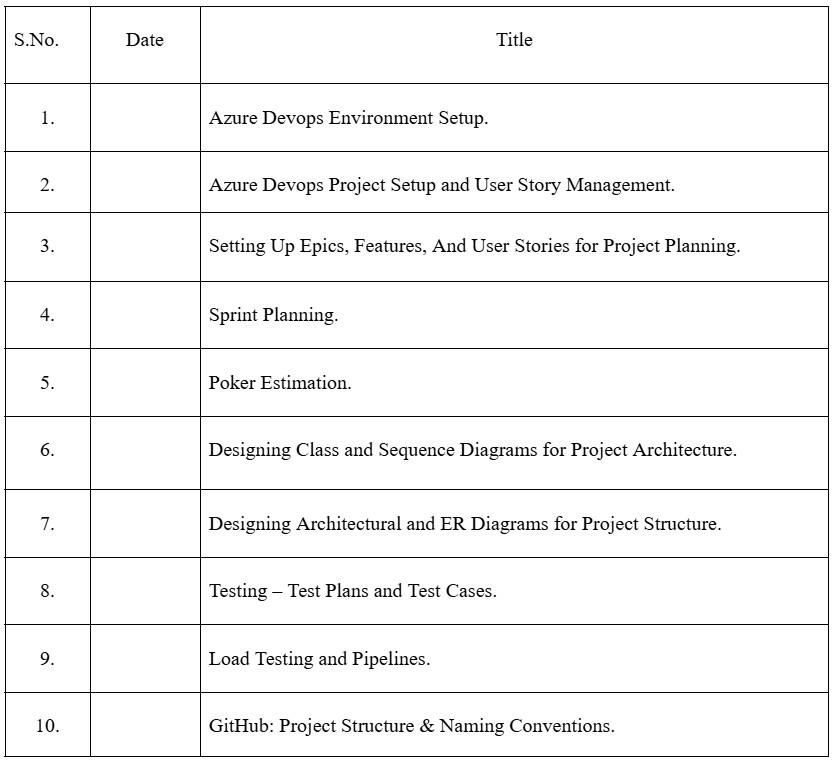 S.No. Date Title
1. Azure Devops Environment Setup.
2. Azure Devops Project Setup and User Story Management.
3. Setting Up Epics, Features, And User Stories for Project Planning.
4. Sprint Planning.
5. Poker Estimation.
6. Designing Class and Sequence Diagrams for Project Architecture.
7. Designing Architectural and ER Diagrams for Project Structure.
8. Testing – Test Plans and Test Cases.
9. Load Testing and Pipelines.
10. GitHub: Project Structure & Naming Conventions.